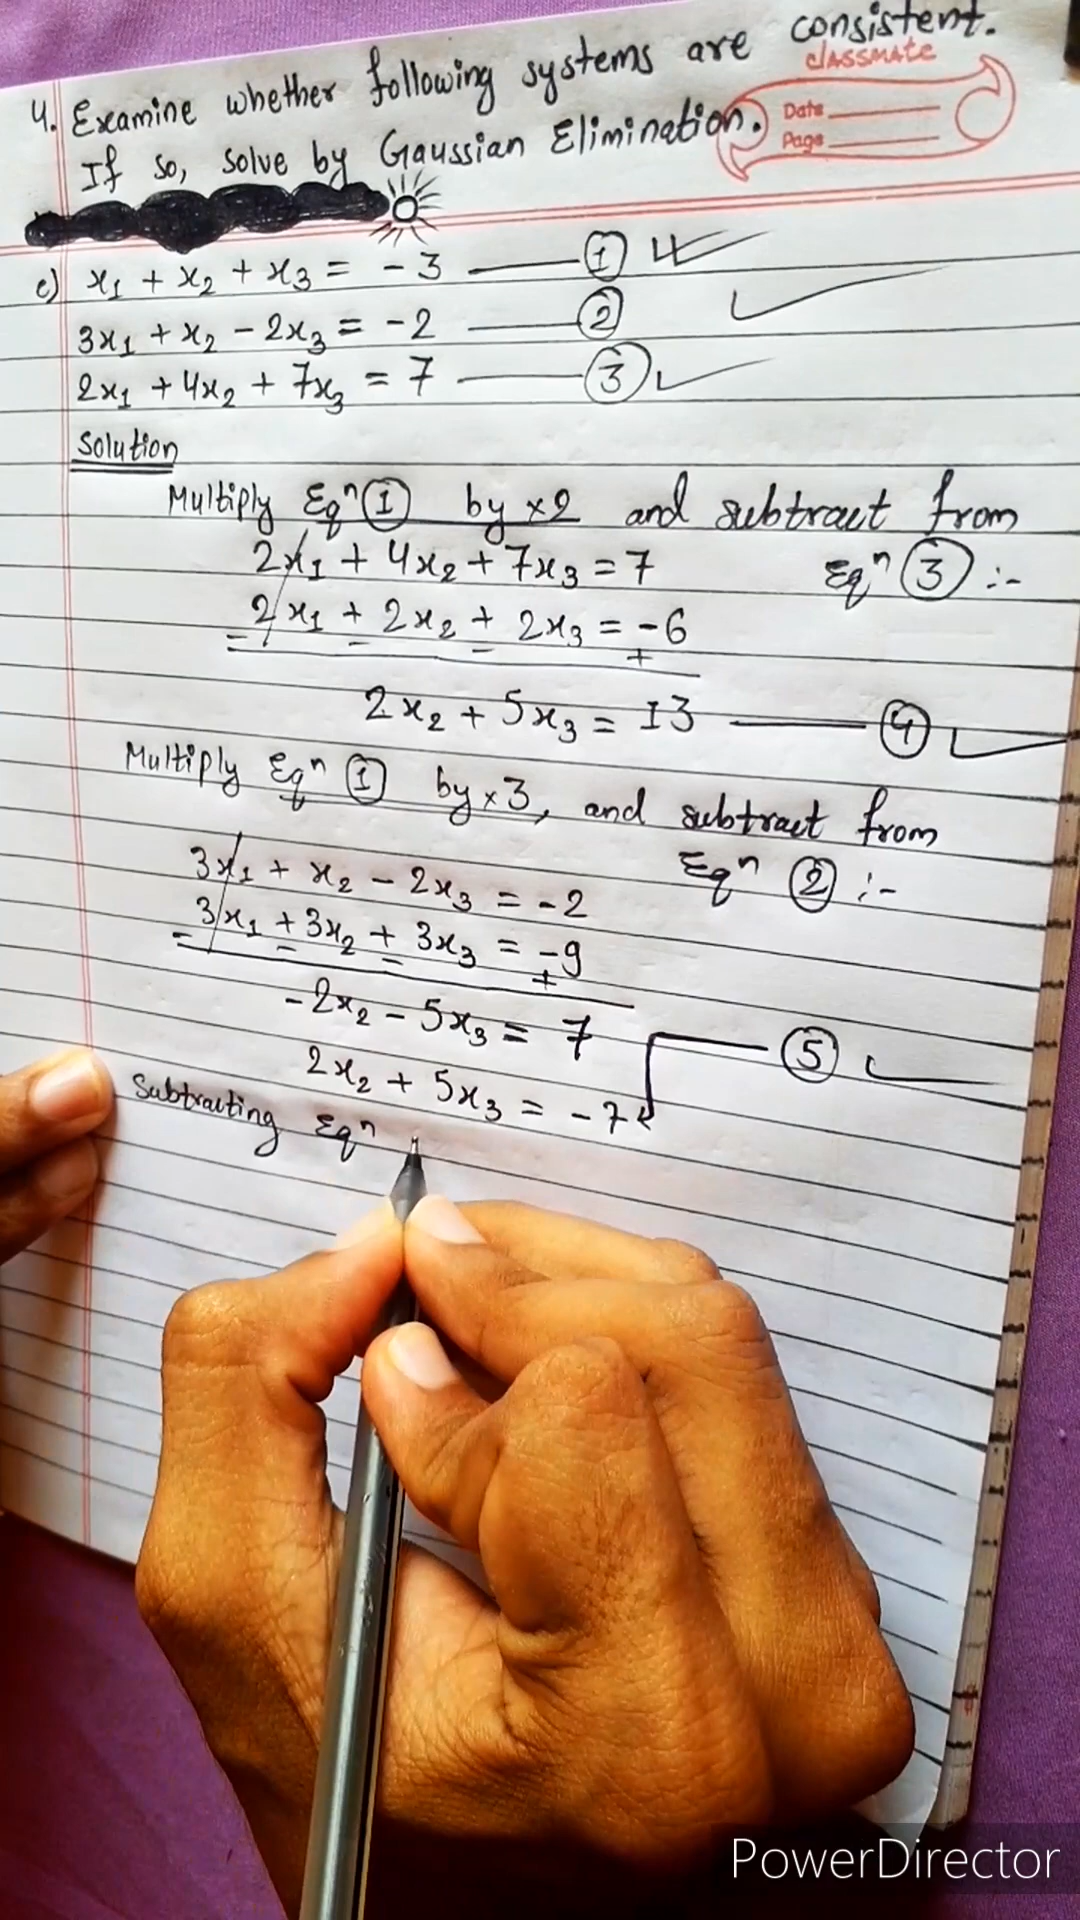 4. Examine whether following systems are consistent.
If so, solve by Gaussian Elimination.
classmate
Date
Page
c) x₁ + x₂ + x₃ = -3 ——— ①
3x₁ + x₂ - 2x₃ = -2 ——— ②
2x₁ + 4x₂ + 7x₃ = 7 ——— ③
Solution
Multiply Eqⁿ ① by ×2 and subtract from
Eqⁿ ③ :-
2x₁ + 4x₂ + 7x₃ = 7
2x₁ + 2x₂ + 2x₃ = -6
- - - +
2x₂ + 5x₃ = 13 ——— ④
Multiply Eqⁿ ① by ×3, and subtract from
Eqⁿ ② :-
3x₁ + x₂ - 2x₃ = -2
3x₁ + 3x₂ + 3x₃ = -9
- - - +
-2x₂ - 5x₃ = 7
2x₂ + 5x₃ = -7 ——— ⑤
Subtracting Eqⁿ
PowerDirector